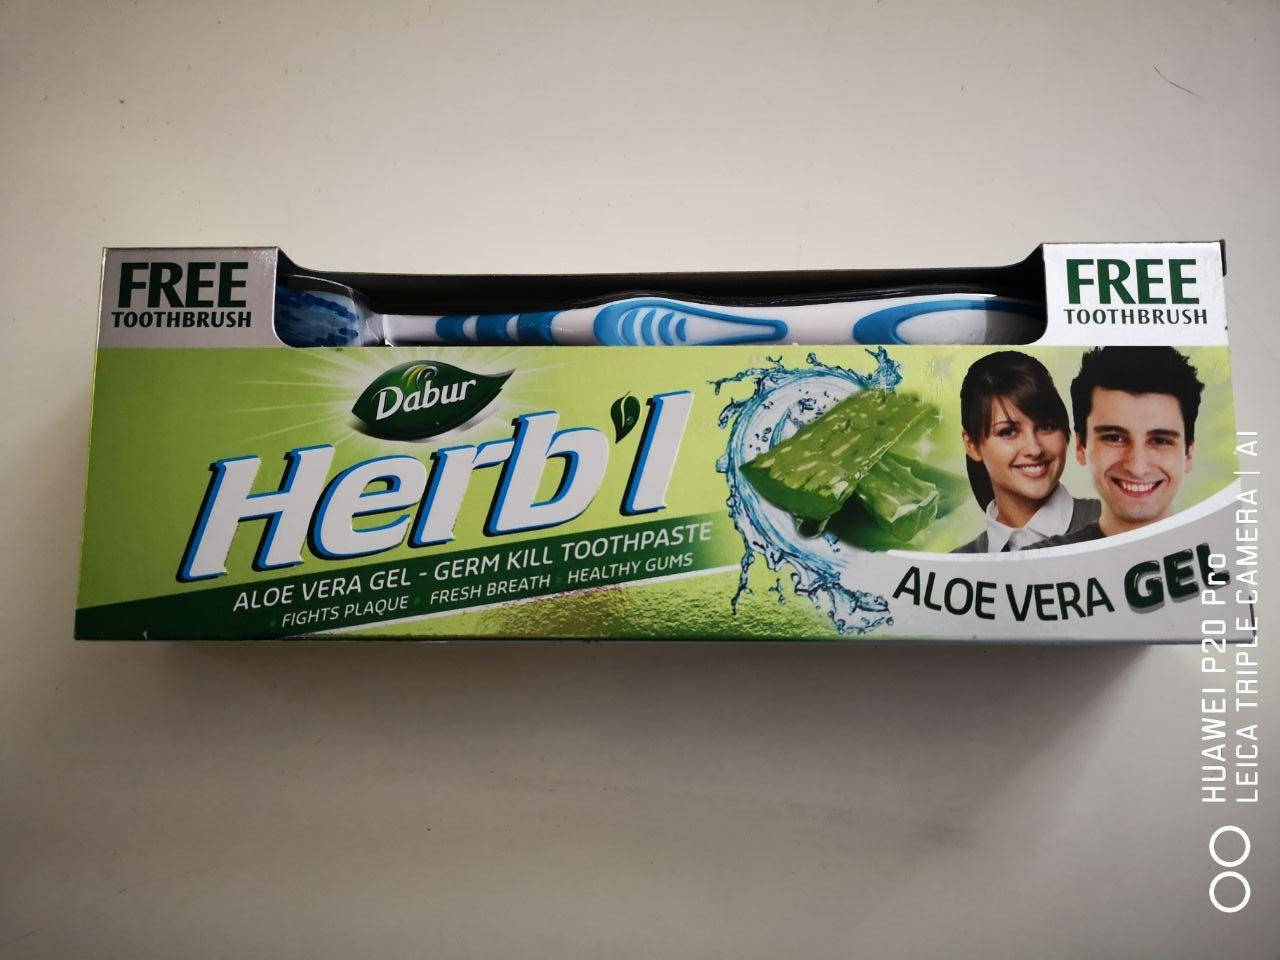 FREE
TOOTHBRUSH
FREE
TOOTHBRUSH
Dabur
Herb'l
ALOE VERA GEL - GERM KILL TOOTHPASTE
FIGHTS PLAQUE • FRESH BREATH • HEALTHY GUMS
ALOE VERA GEL
HUAWEI P20 Pro
LEICA TRIPLE CAMERA | AI